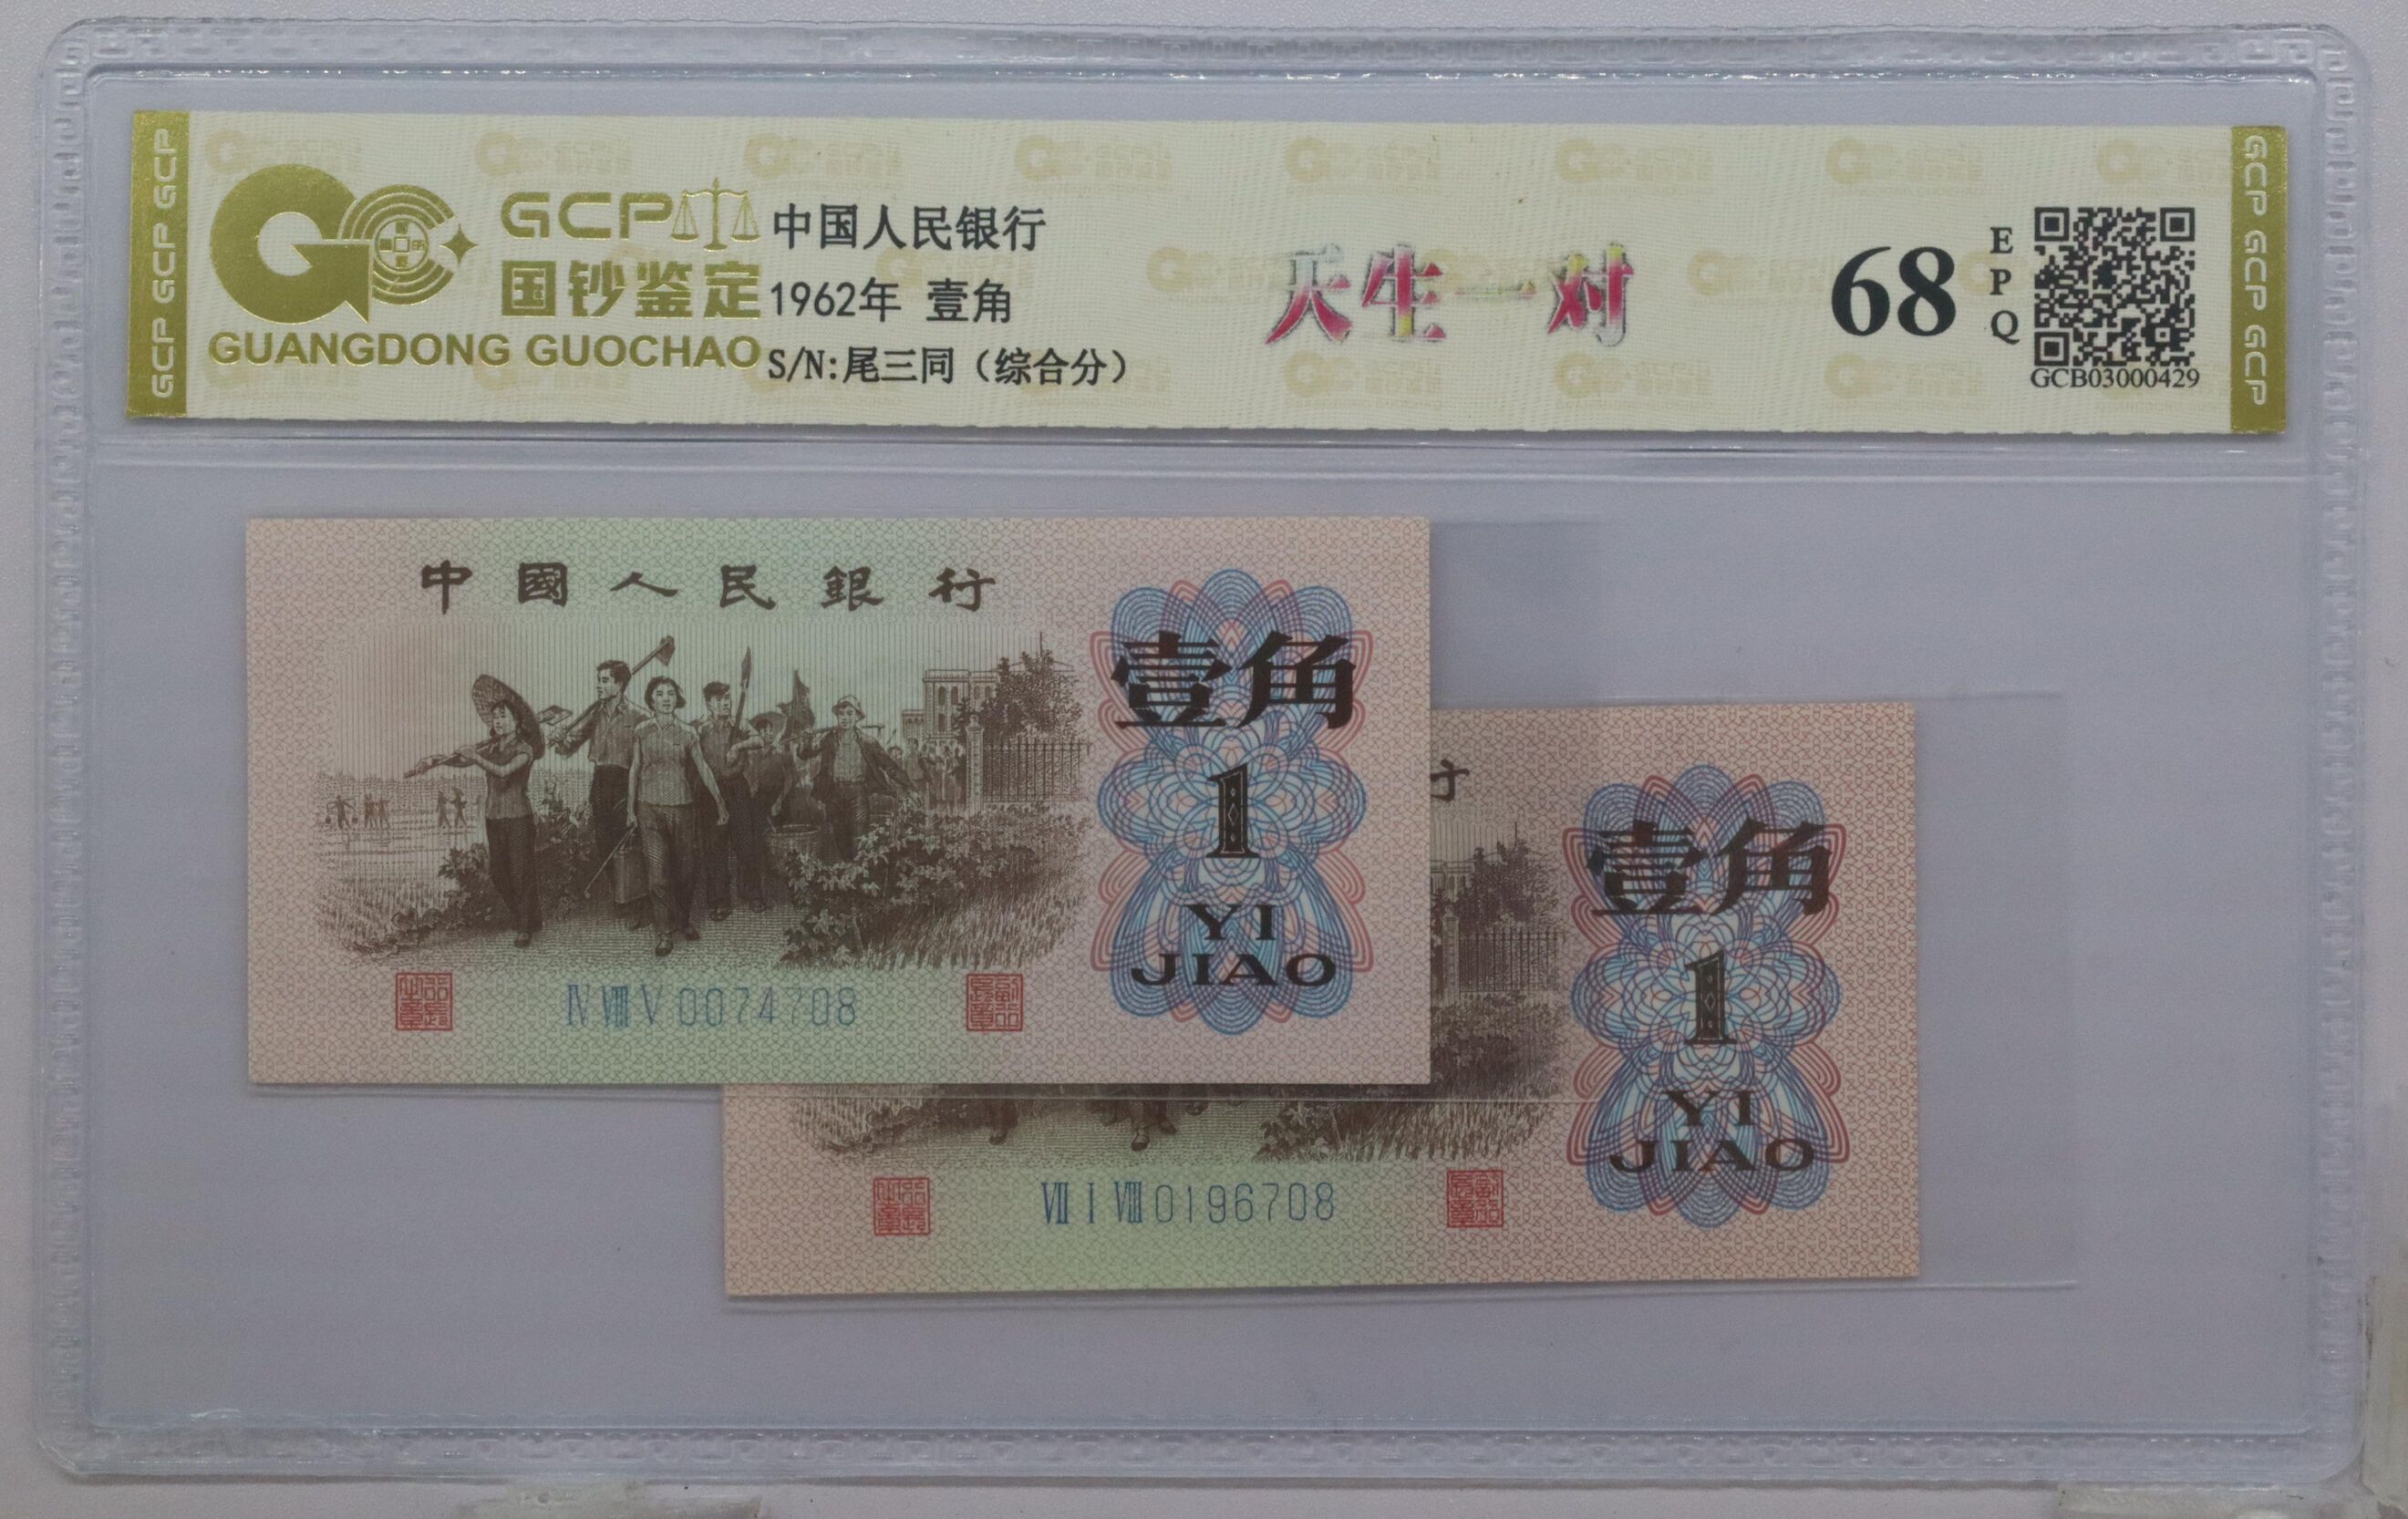 GCP GCP GCP
GCP
国钞鉴定
GUANGDONG GUOCHAO
中国人民银行
1962年 壹角
S/N:尾三同（综合分）
天生一对
68
EPQ
GCB03000429
GCP GCP GCP
中國人民銀行
壹角
1
YI
JIAO
Ⅳ Ⅷ Ⅴ 0074708
壹角
1
YI
JIAO
Ⅶ Ⅰ Ⅷ 0196708